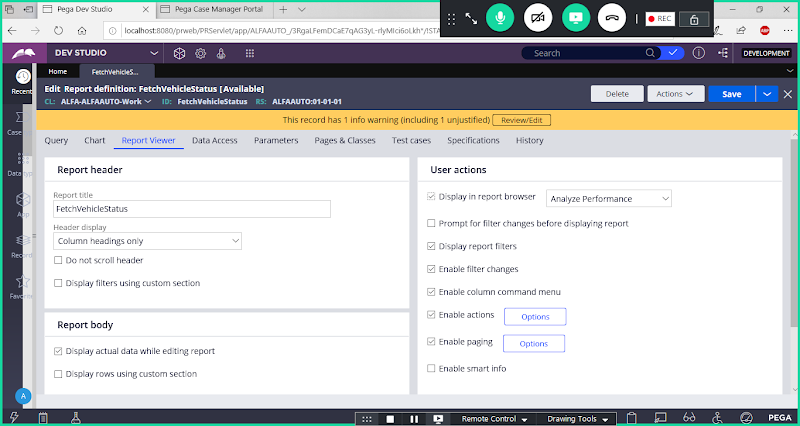 Pega Dev Studio
Pega Case Manager Portal
REC
localhost:8080/prweb/PRServlet/app/ALFAAUTO_/3RgaLFemDCaE7qAG3yL-rlyMIci6oLkh*/!STA
DEV STUDIO
Search
DEVELOPMENT
Recent
Home
FetchVehicleS...
Edit Report definition: FetchVehicleStatus [Available]
CL: ALFA-ALFAAUTO-Work
ID: FetchVehicleStatus
RS: ALFAAUTO:01-01-01
Delete
Actions
Save
This record has 1 info warning (including 1 unjustified)
Review/Edit
Query
Chart
Report Viewer
Data Access
Parameters
Pages & Classes
Test cases
Specifications
History
Case
Data typ
App
Record
Favori
Report header
Report title
FetchVehicleStatus
Header display
Column headings only
Do not scroll header
Display filters using custom section
Report body
Display actual data while editing report
Display rows using custom section
User actions
Display in report browser
Analyze Performance
Prompt for filter changes before displaying report
Display report filters
Enable filter changes
Enable column command menu
Enable actions
Options
Enable paging
Options
Enable smart info
A
Remote Control
Drawing Tools
PEGA